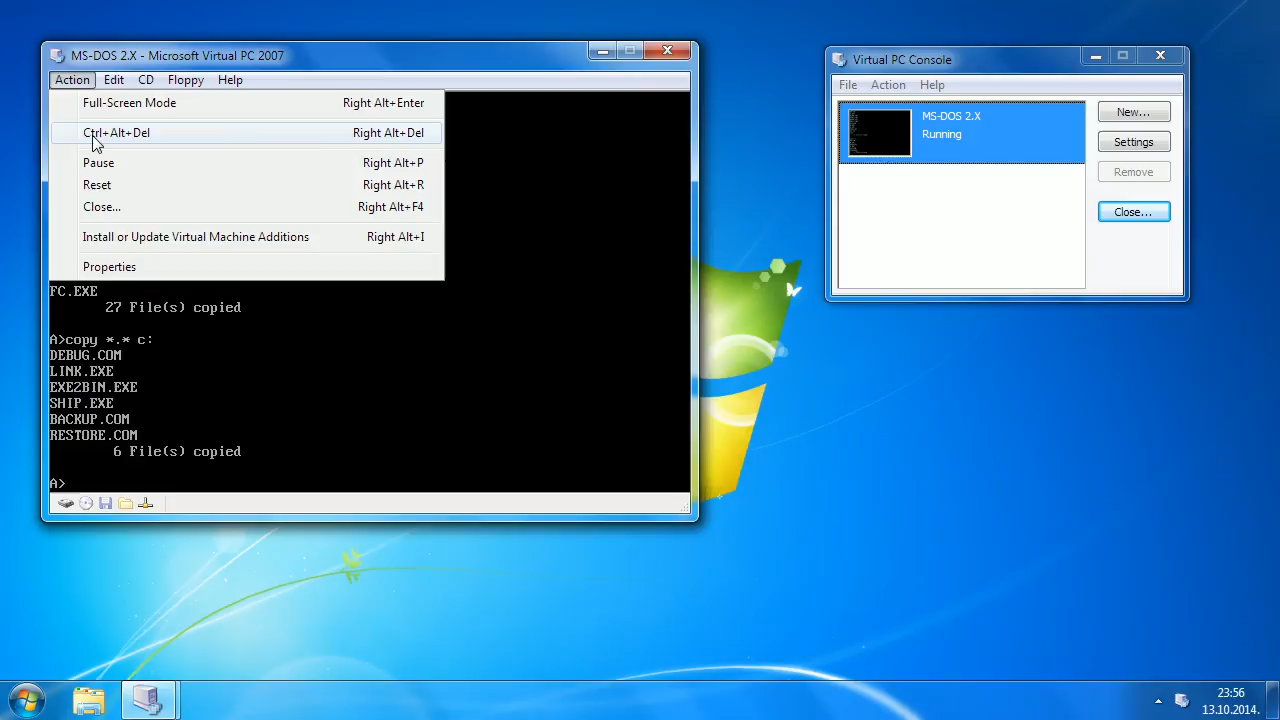 MS-DOS 2.X - Microsoft Virtual PC 2007
Action Edit CD Floppy Help
Full-Screen Mode Right Alt+Enter
Ctrl+Alt+Del Right Alt+Del
Pause Right Alt+P
Reset Right Alt+R
Close... Right Alt+F4
Install or Update Virtual Machine Additions Right Alt+I
Properties
FC.EXE
27 File(s) copied
A>copy *.* c:
DEBUG.COM
LINK.EXE
EXE2BIN.EXE
SHIP.EXE
BACKUP.COM
RESTORE.COM
6 File(s) copied
A>
Virtual PC Console
File Action Help
MS-DOS 2.X
Running
New...
Settings
Remove
Close...
23:56
13.10.2014.